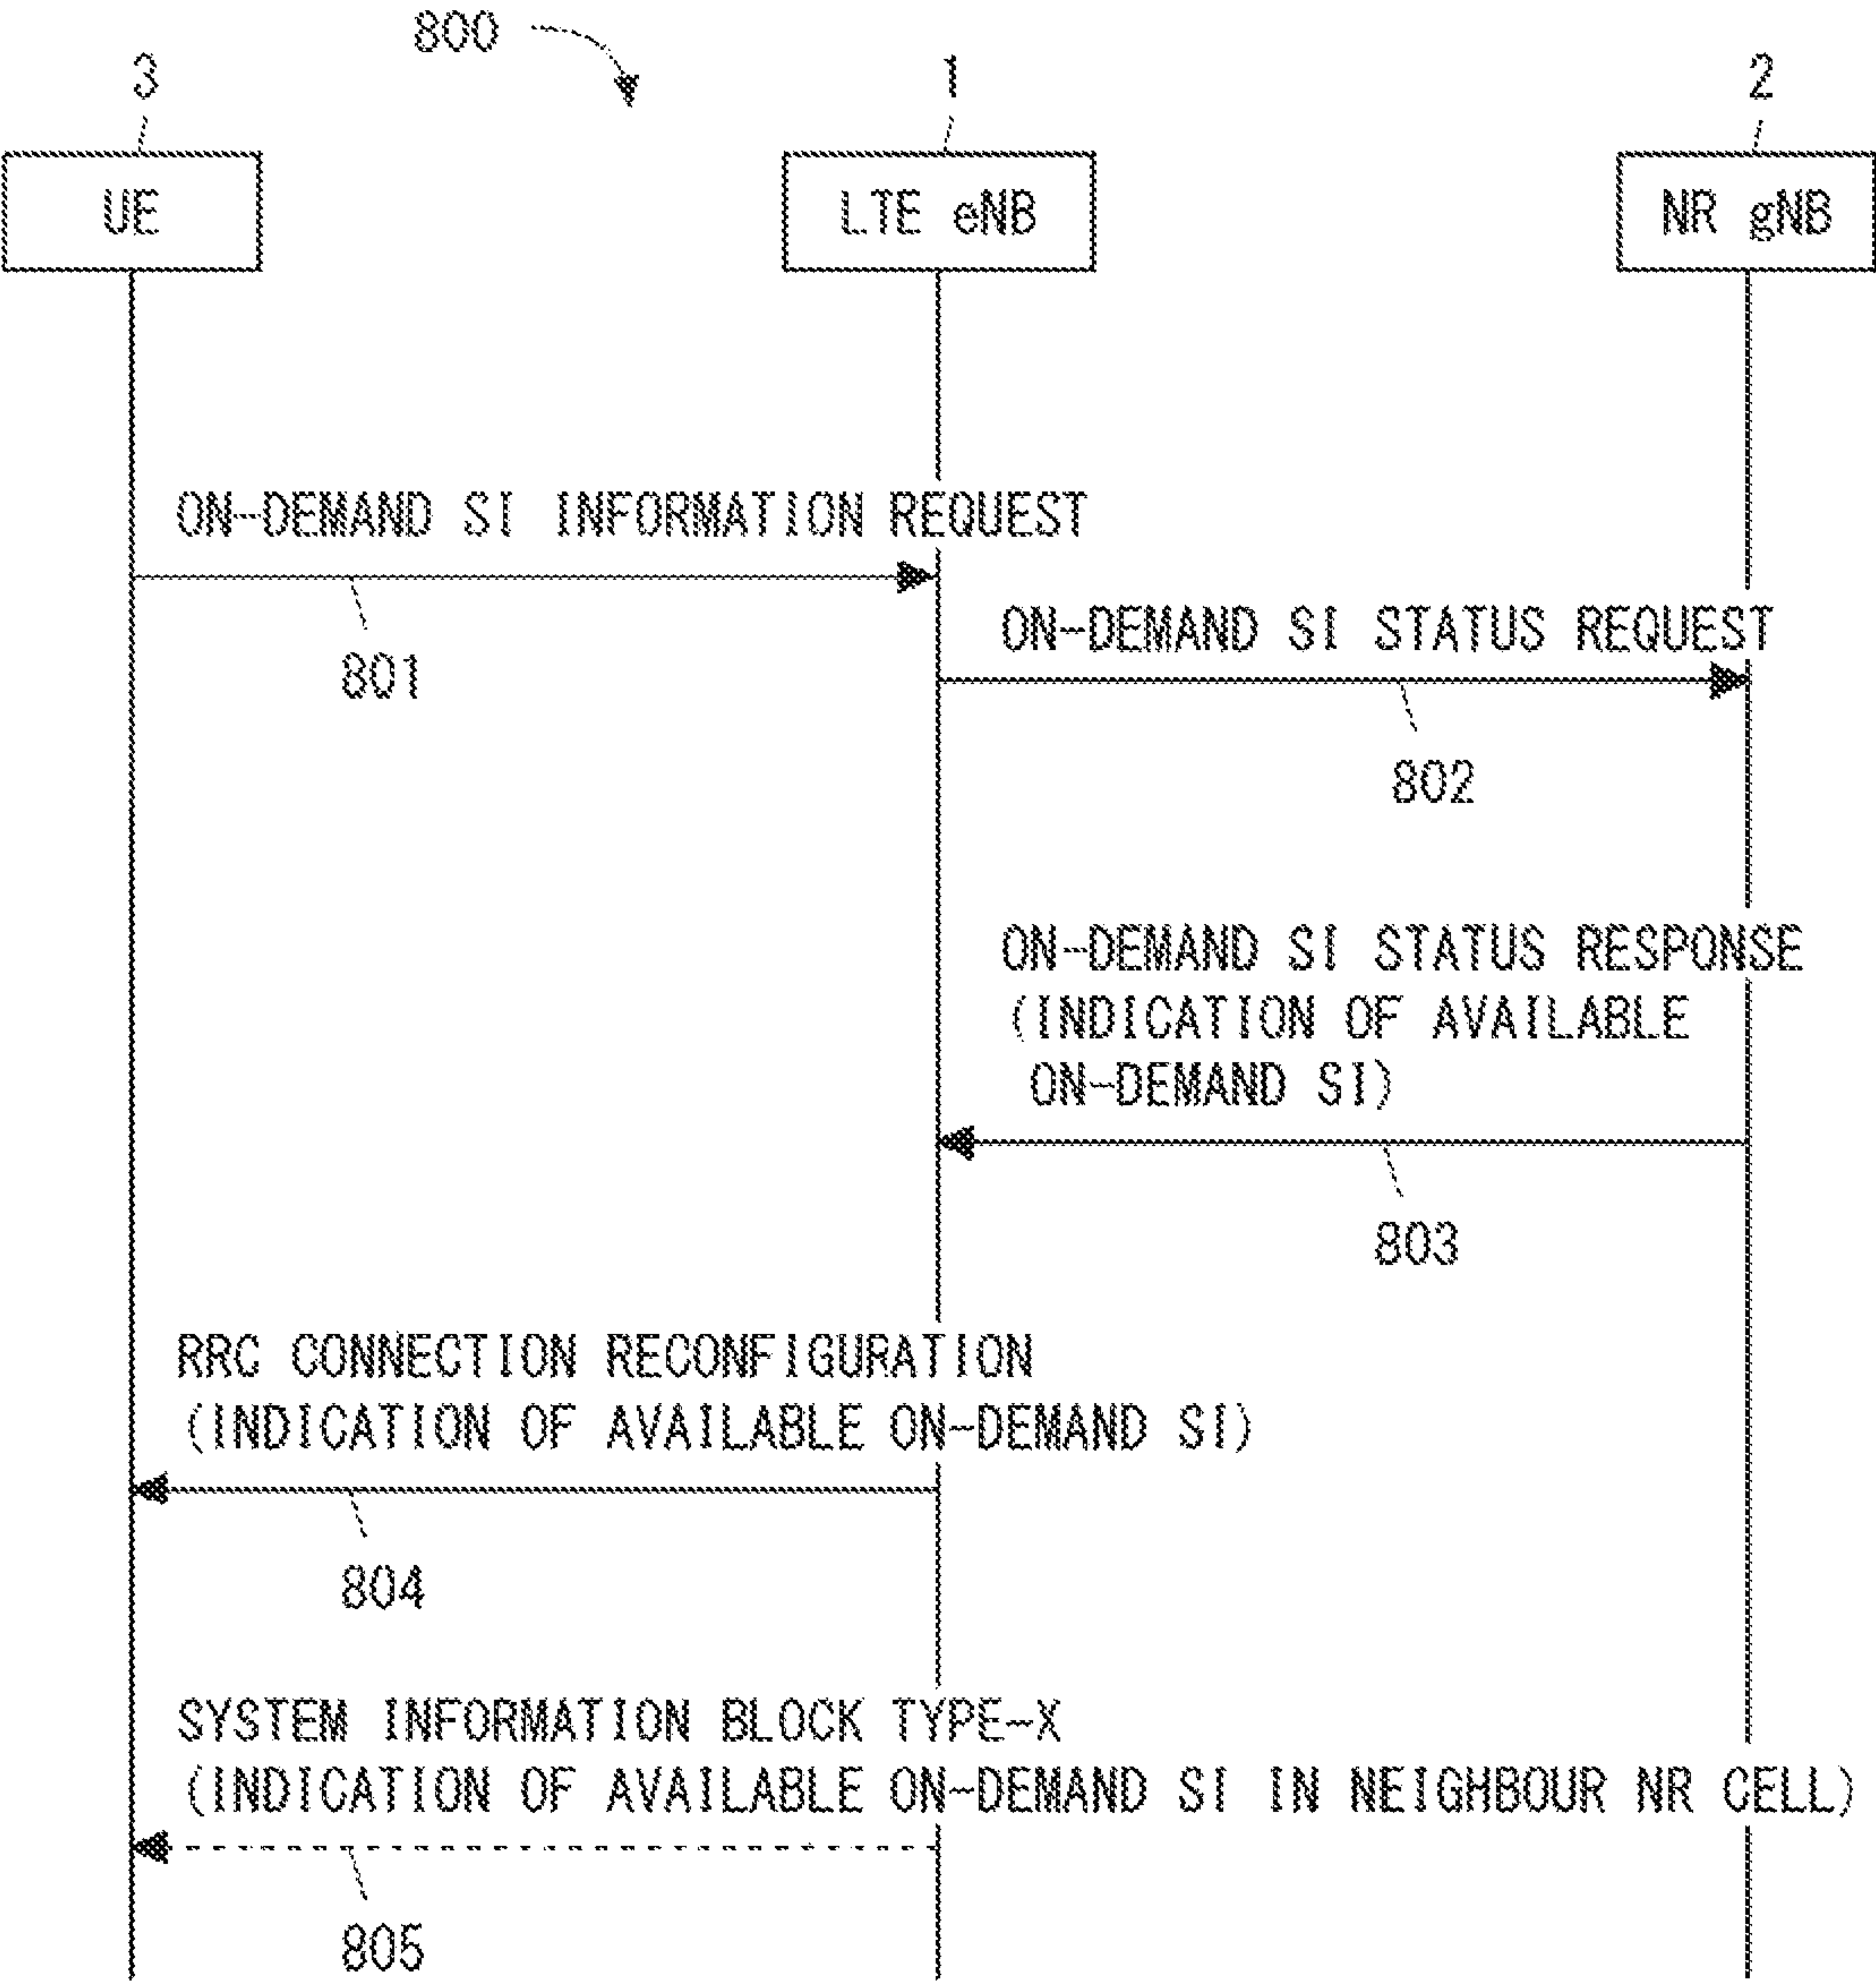 800
3
1
2
UE
LTE eNB
NR gNB
ON-DEMAND SI INFORMATION REQUEST
801
ON-DEMAND SI STATUS REQUEST
802
ON-DEMAND SI STATUS RESPONSE
(INDICATION OF AVAILABLE
ON-DEMAND SI)
803
RRC CONNECTION RECONFIGURATION
(INDICATION OF AVAILABLE ON-DEMAND SI)
804
SYSTEM INFORMATION BLOCK TYPE-X
(INDICATION OF AVAILABLE ON-DEMAND SI IN NEIGHBOUR NR CELL)
805